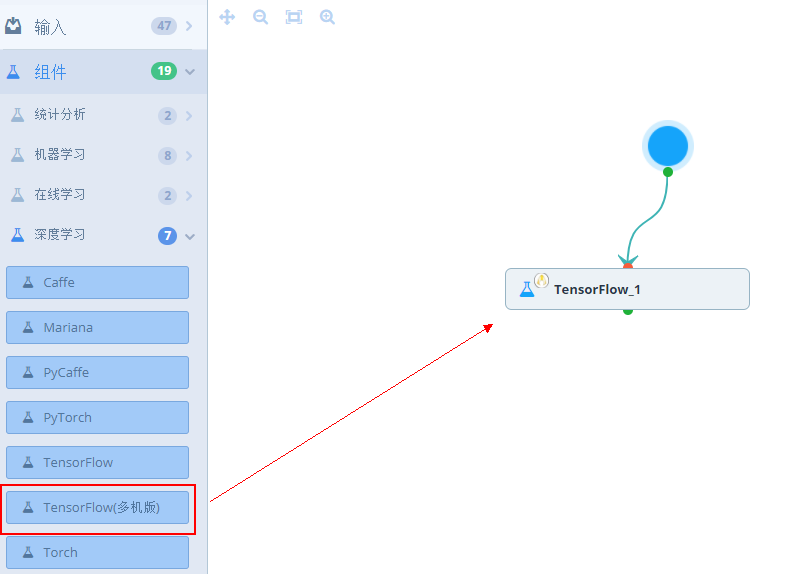 输入 47
组件 19
统计分析 2
机器学习 8
在线学习 2
深度学习 7
Caffe
Mariana
PyCaffe
PyTorch
TensorFlow
TensorFlow(多机版)
Torch
TensorFlow_1